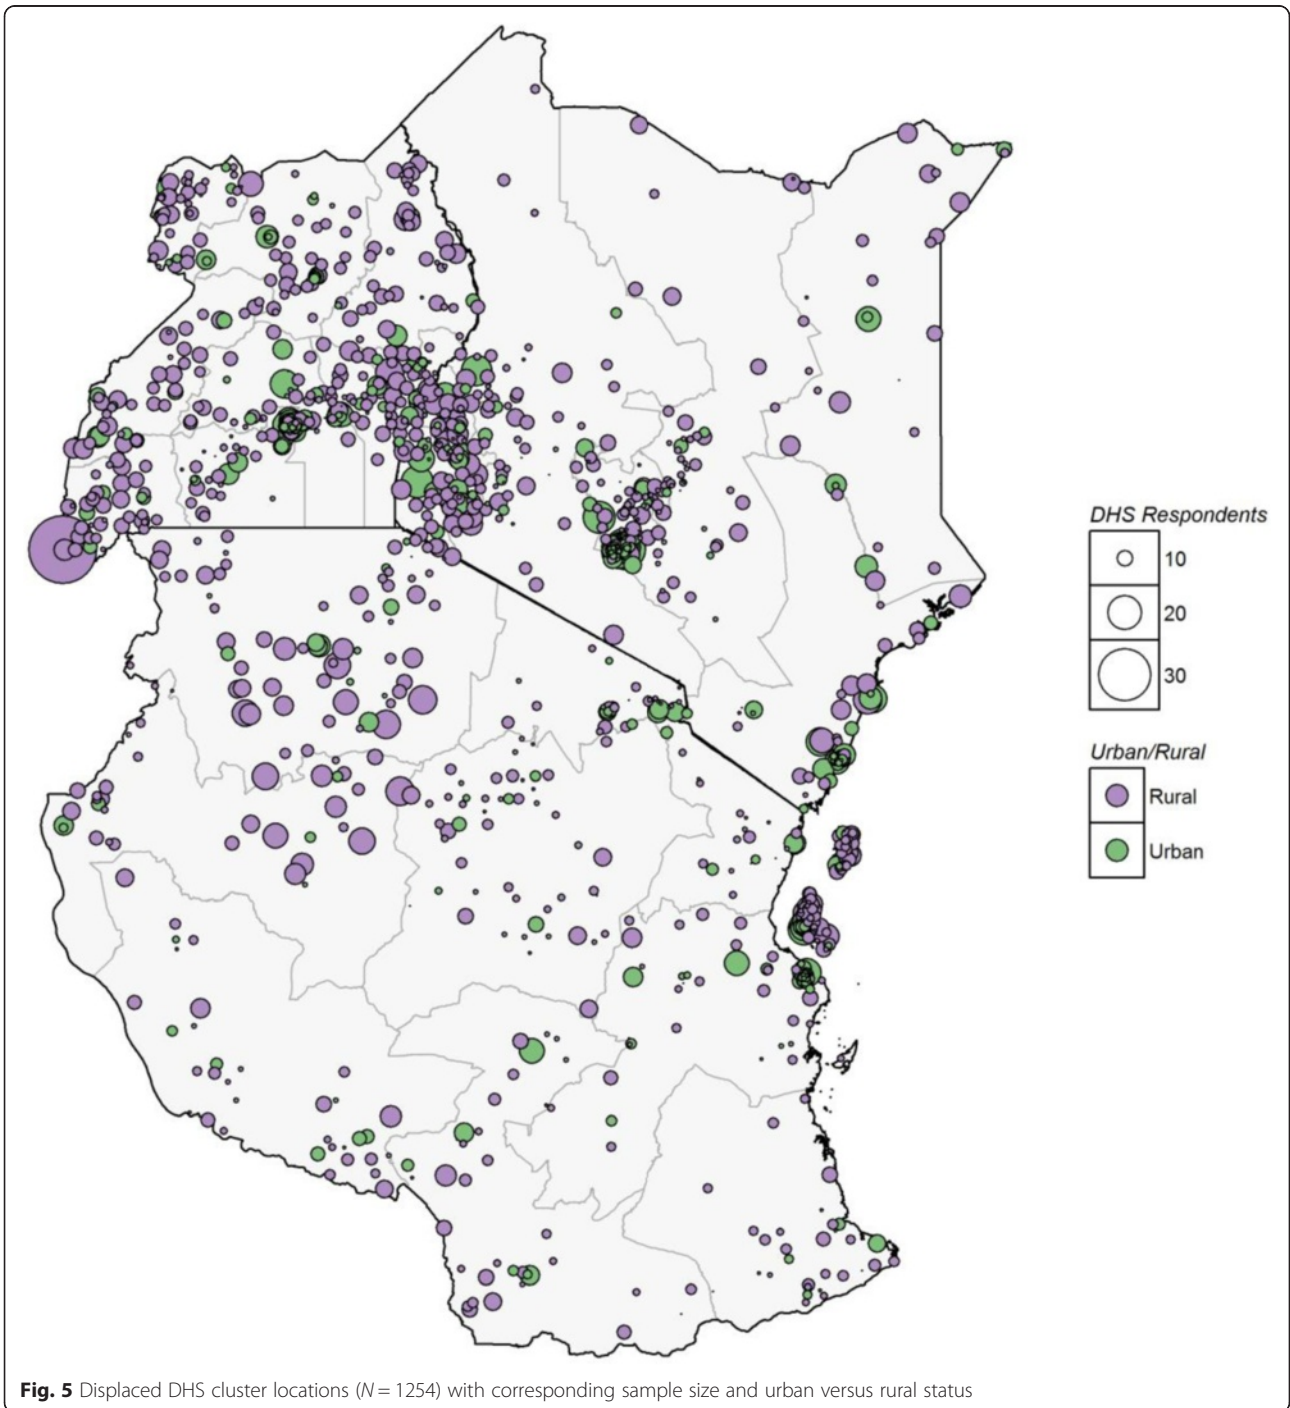 DHS Respondents
10
20
30
Urban/Rural
Rural
Urban
Fig. 5 Displaced DHS cluster locations (N = 1254) with corresponding sample size and urban versus rural status